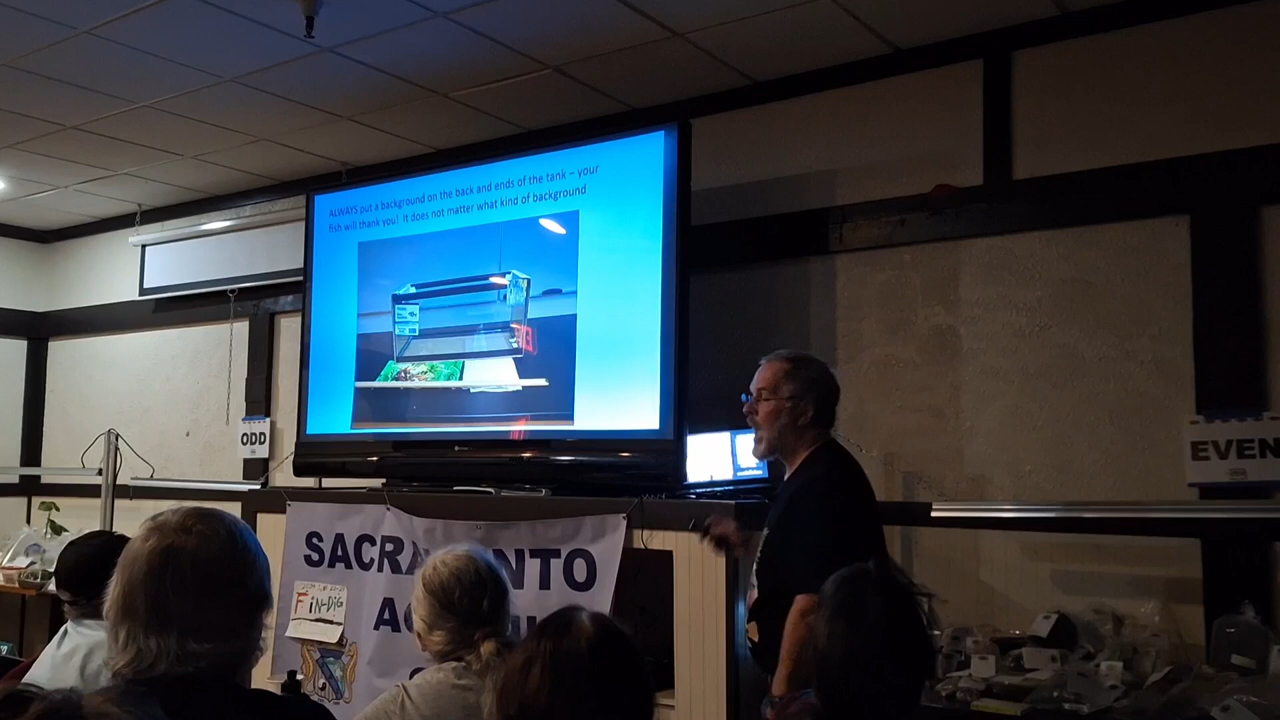 ALWAYS put a background on the back and ends of the tank – your
fish will thank you! It does not matter what kind of background
ODD
EVEN
SACRA NTO
FiN-DiG